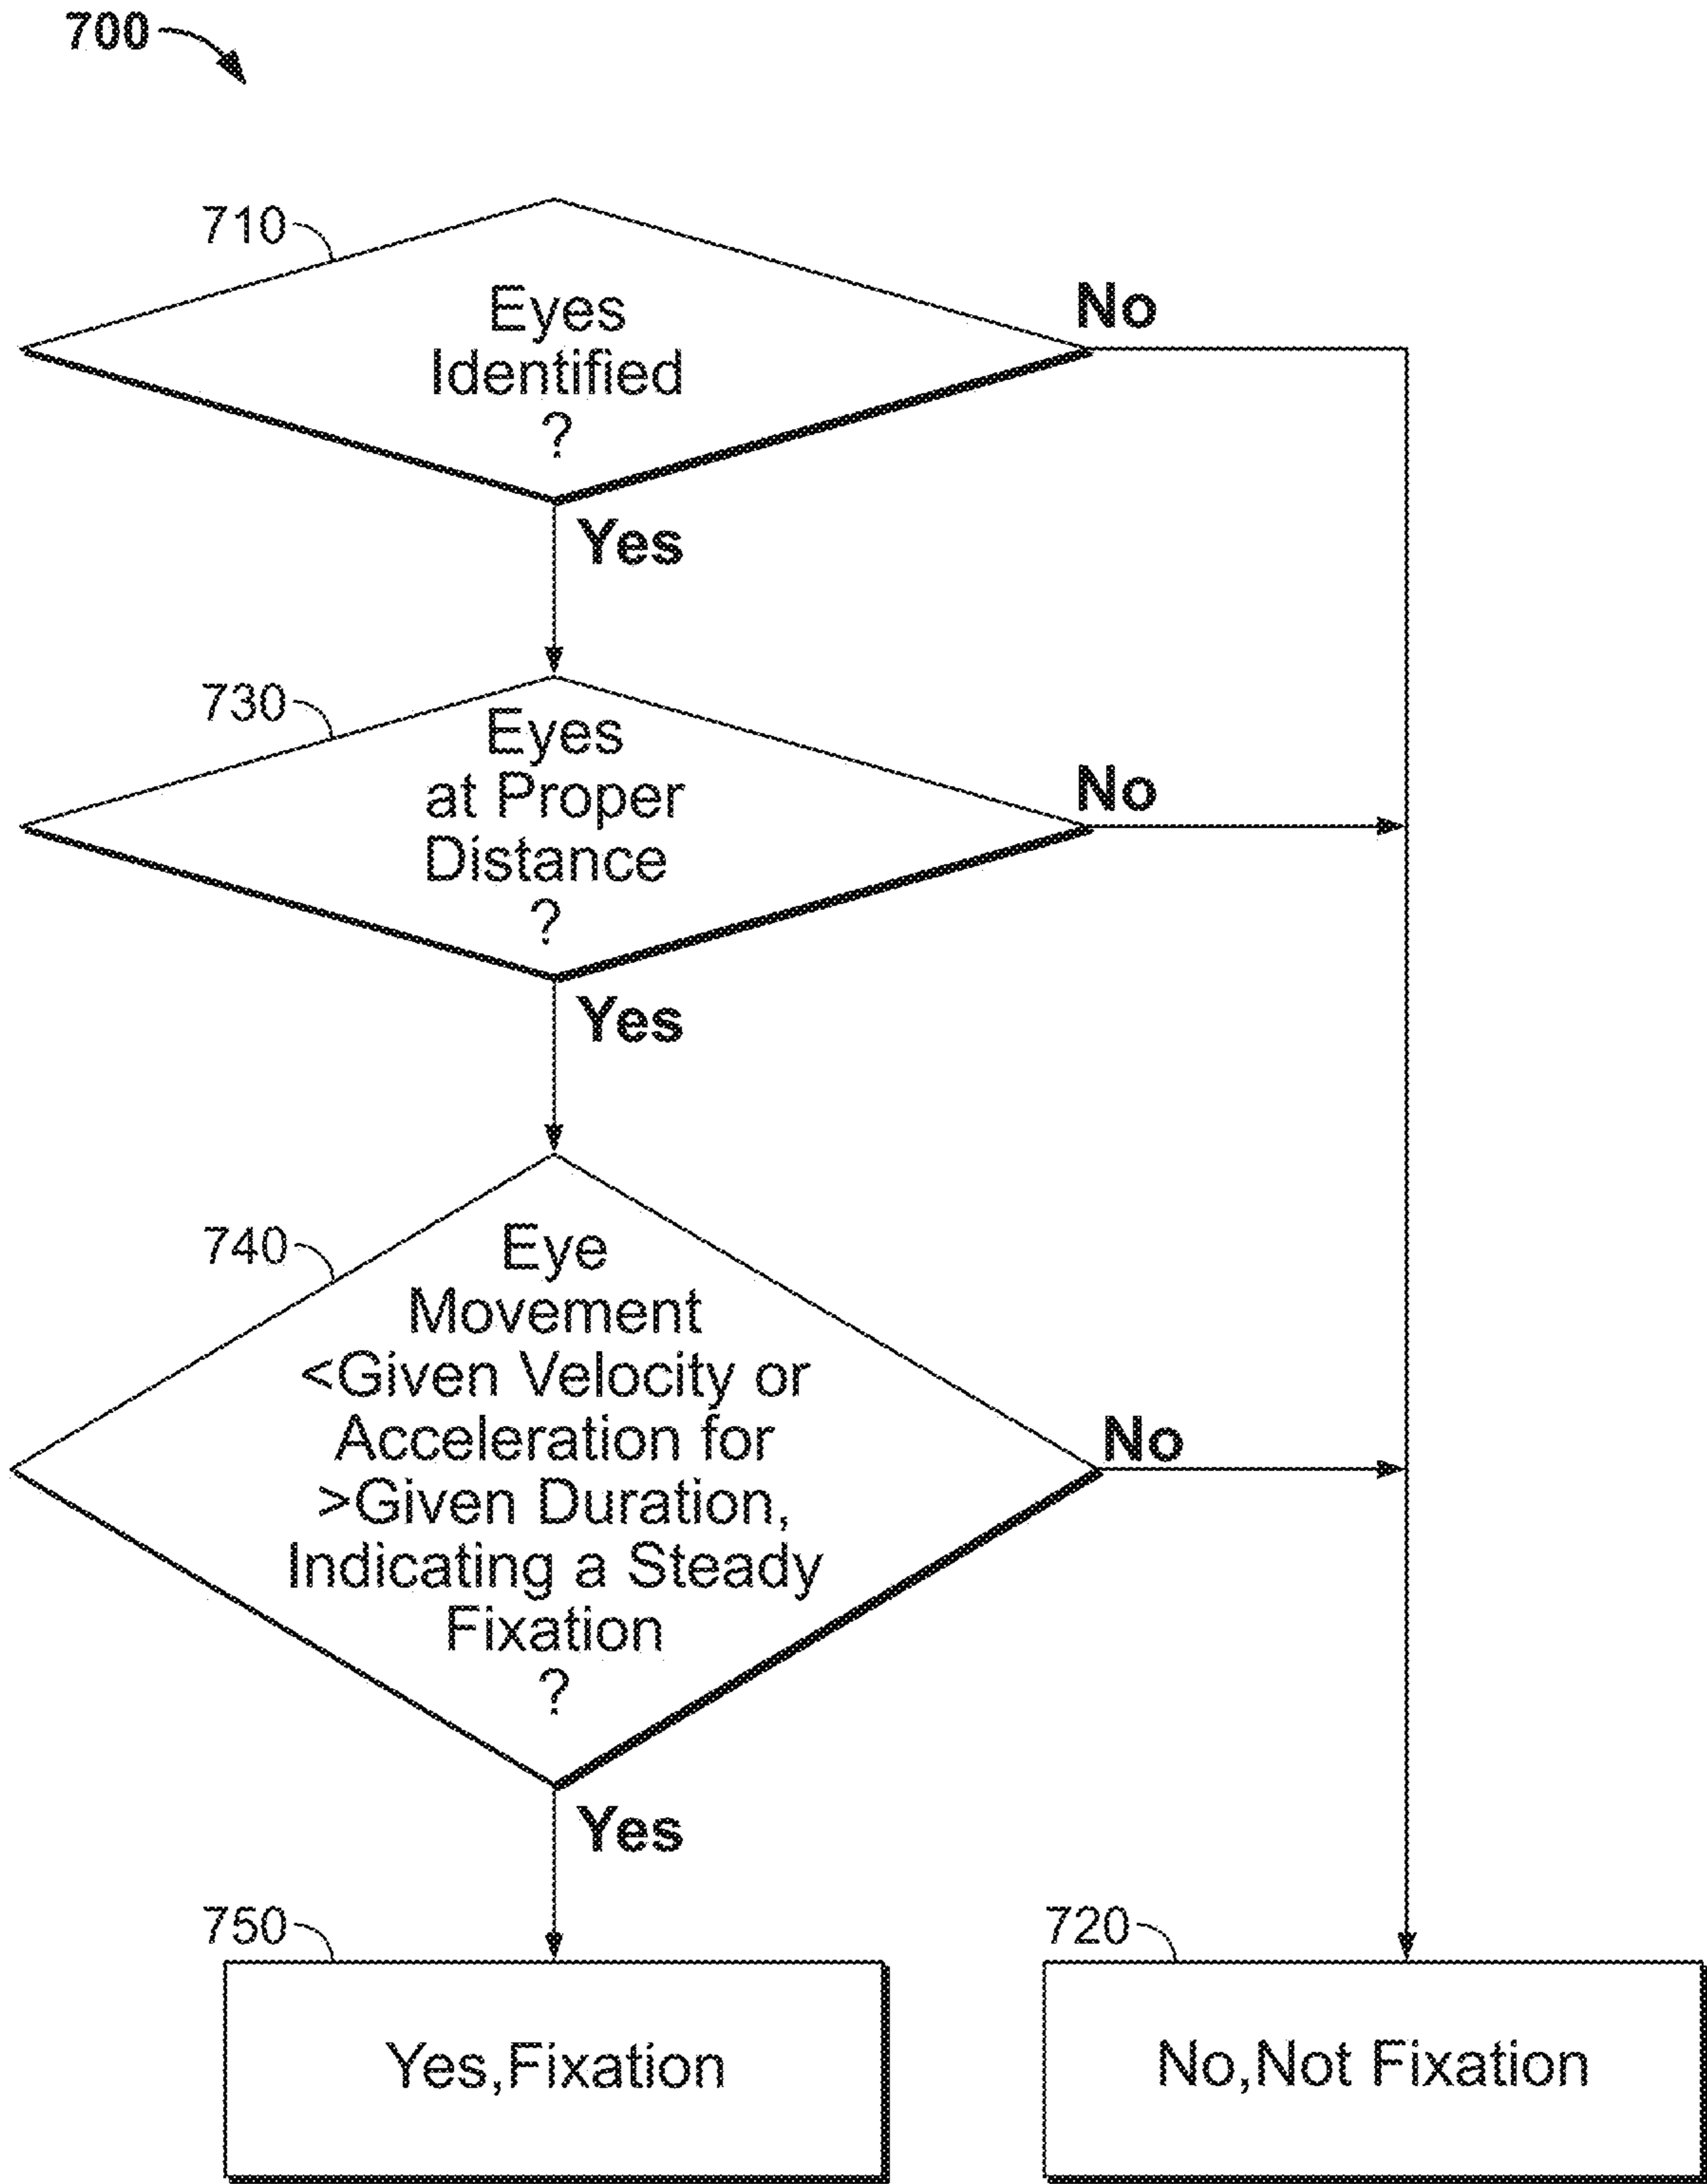 700
710
Eyes
Identified
?
No
Yes
730
Eyes
at Proper
Distance
?
No
Yes
740
Eye
Movement
<Given Velocity or
Acceleration for
>Given Duration,
Indicating a Steady
Fixation
?
No
Yes
750
Yes,Fixation
720
No,Not Fixation